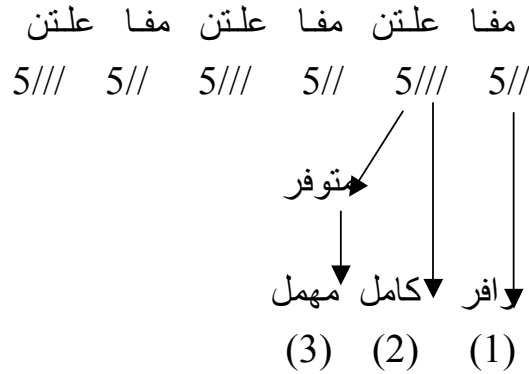 مفا علتن مفا علتن مفا علتن
//5 ///5 //5 ///5 //5 ///5
متوفر
وافر كامل مهمل
(1) (2) (3)